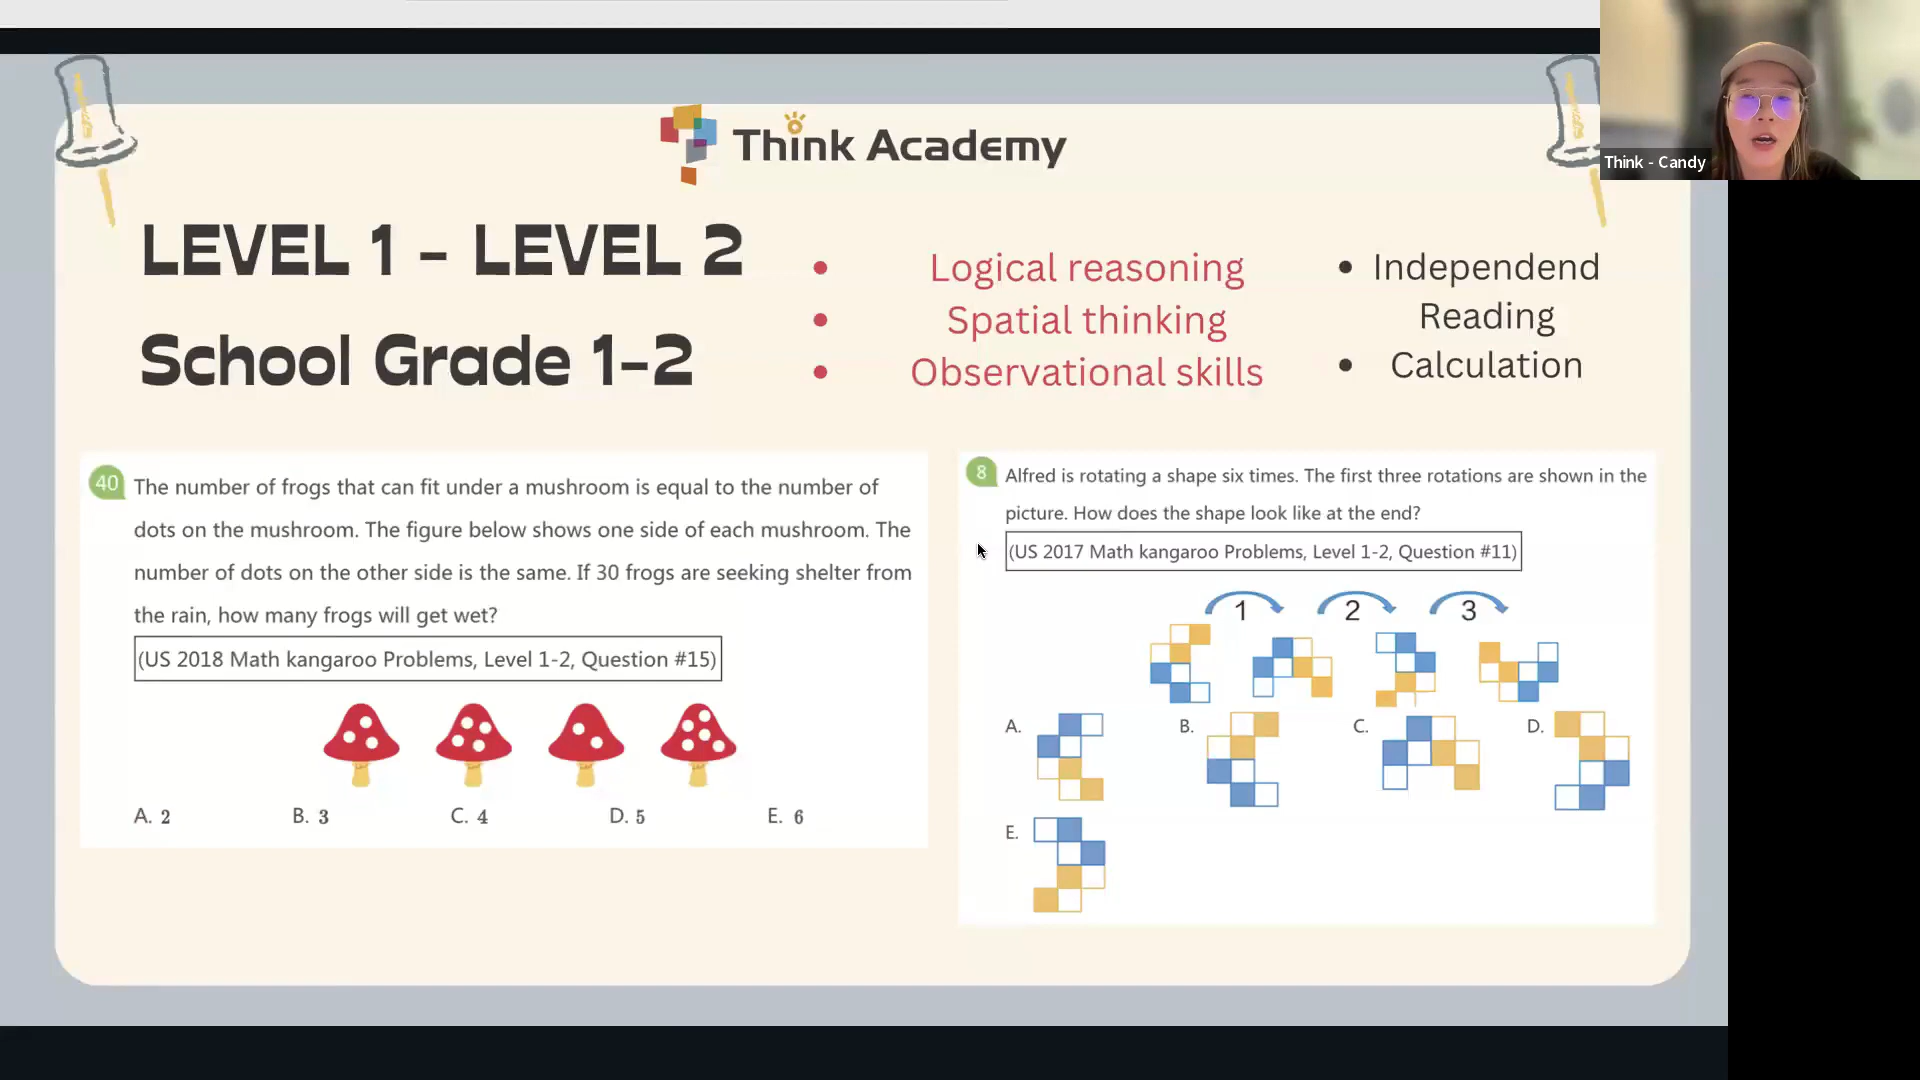 Think Academy
Think - Candy
LEVEL 1 - LEVEL 2
School Grade 1-2
• Logical reasoning
• Spatial thinking
• Observational skills
• Independend
Reading
• Calculation
40 The number of frogs that can fit under a mushroom is equal to the number of
dots on the mushroom. The figure below shows one side of each mushroom. The
number of dots on the other side is the same. If 30 frogs are seeking shelter from
the rain, how many frogs will get wet?
(US 2018 Math kangaroo Problems, Level 1-2, Question #15)
A. 2 B. 3 C. 4 D. 5 E. 6
8 Alfred is rotating a shape six times. The first three rotations are shown in the
picture. How does the shape look like at the end?
(US 2017 Math kangaroo Problems, Level 1-2, Question #11)
1 2 3
A. B. C. D.
E.